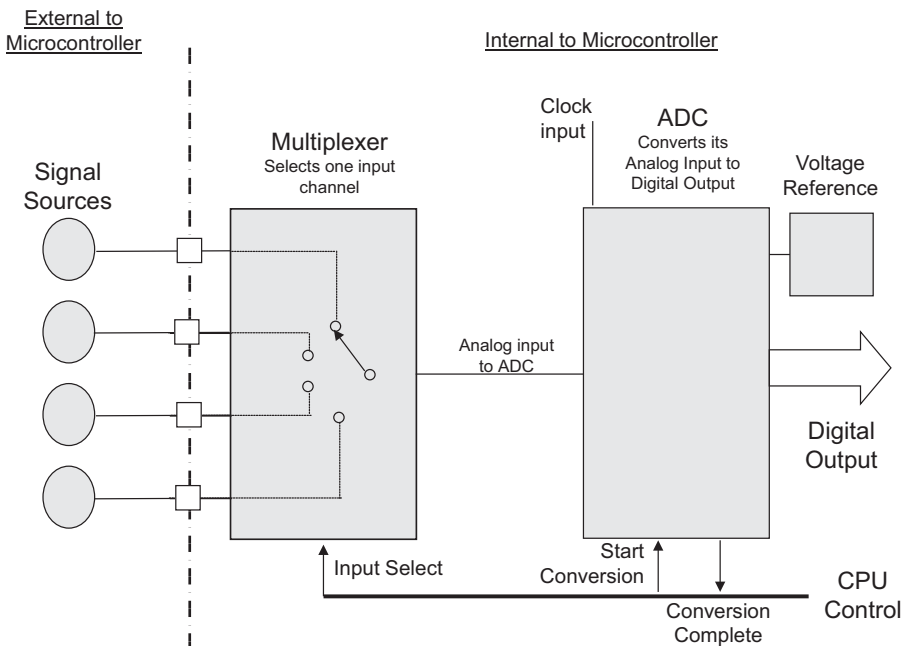 External to
Microcontroller
Internal to Microcontroller
Clock
input
ADC
Converts its
Analog Input to
Digital Output
Multiplexer
Selects one input
channel
Voltage
Reference
Signal
Sources
Analog input
to ADC
Digital
Output
Input Select
Start
Conversion
CPU
Control
Conversion
Complete